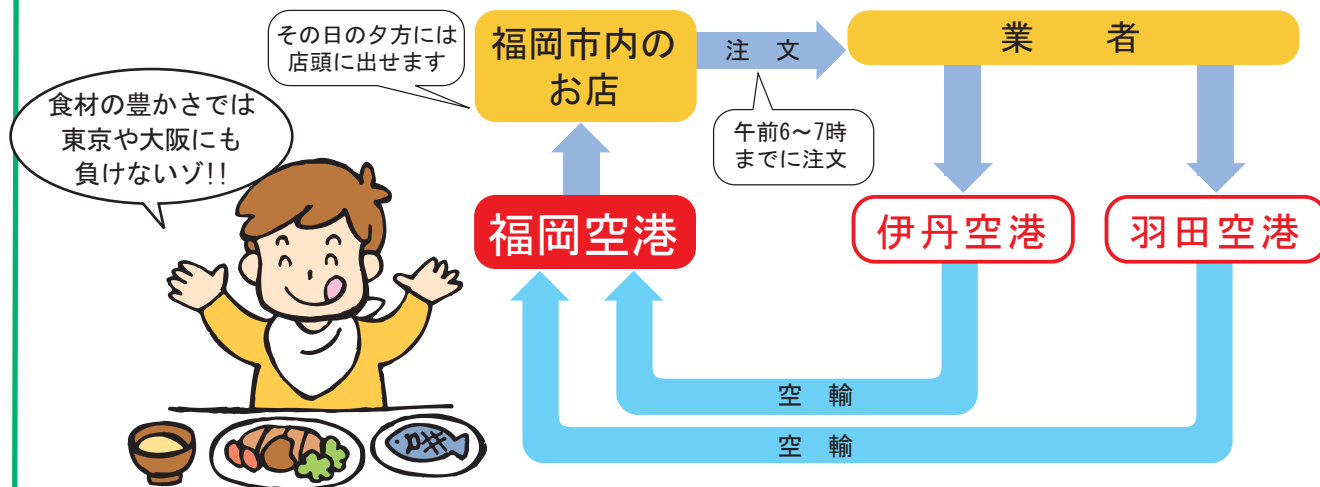 その日の夕方には
店頭に出せます
福岡市内の
お店
注 文
業 者
午前6〜7時
までに注文
食材の豊かさでは
東京や大阪にも
負けないゾ!!
福岡空港
伊丹空港
羽田空港
空 輸
空 輸